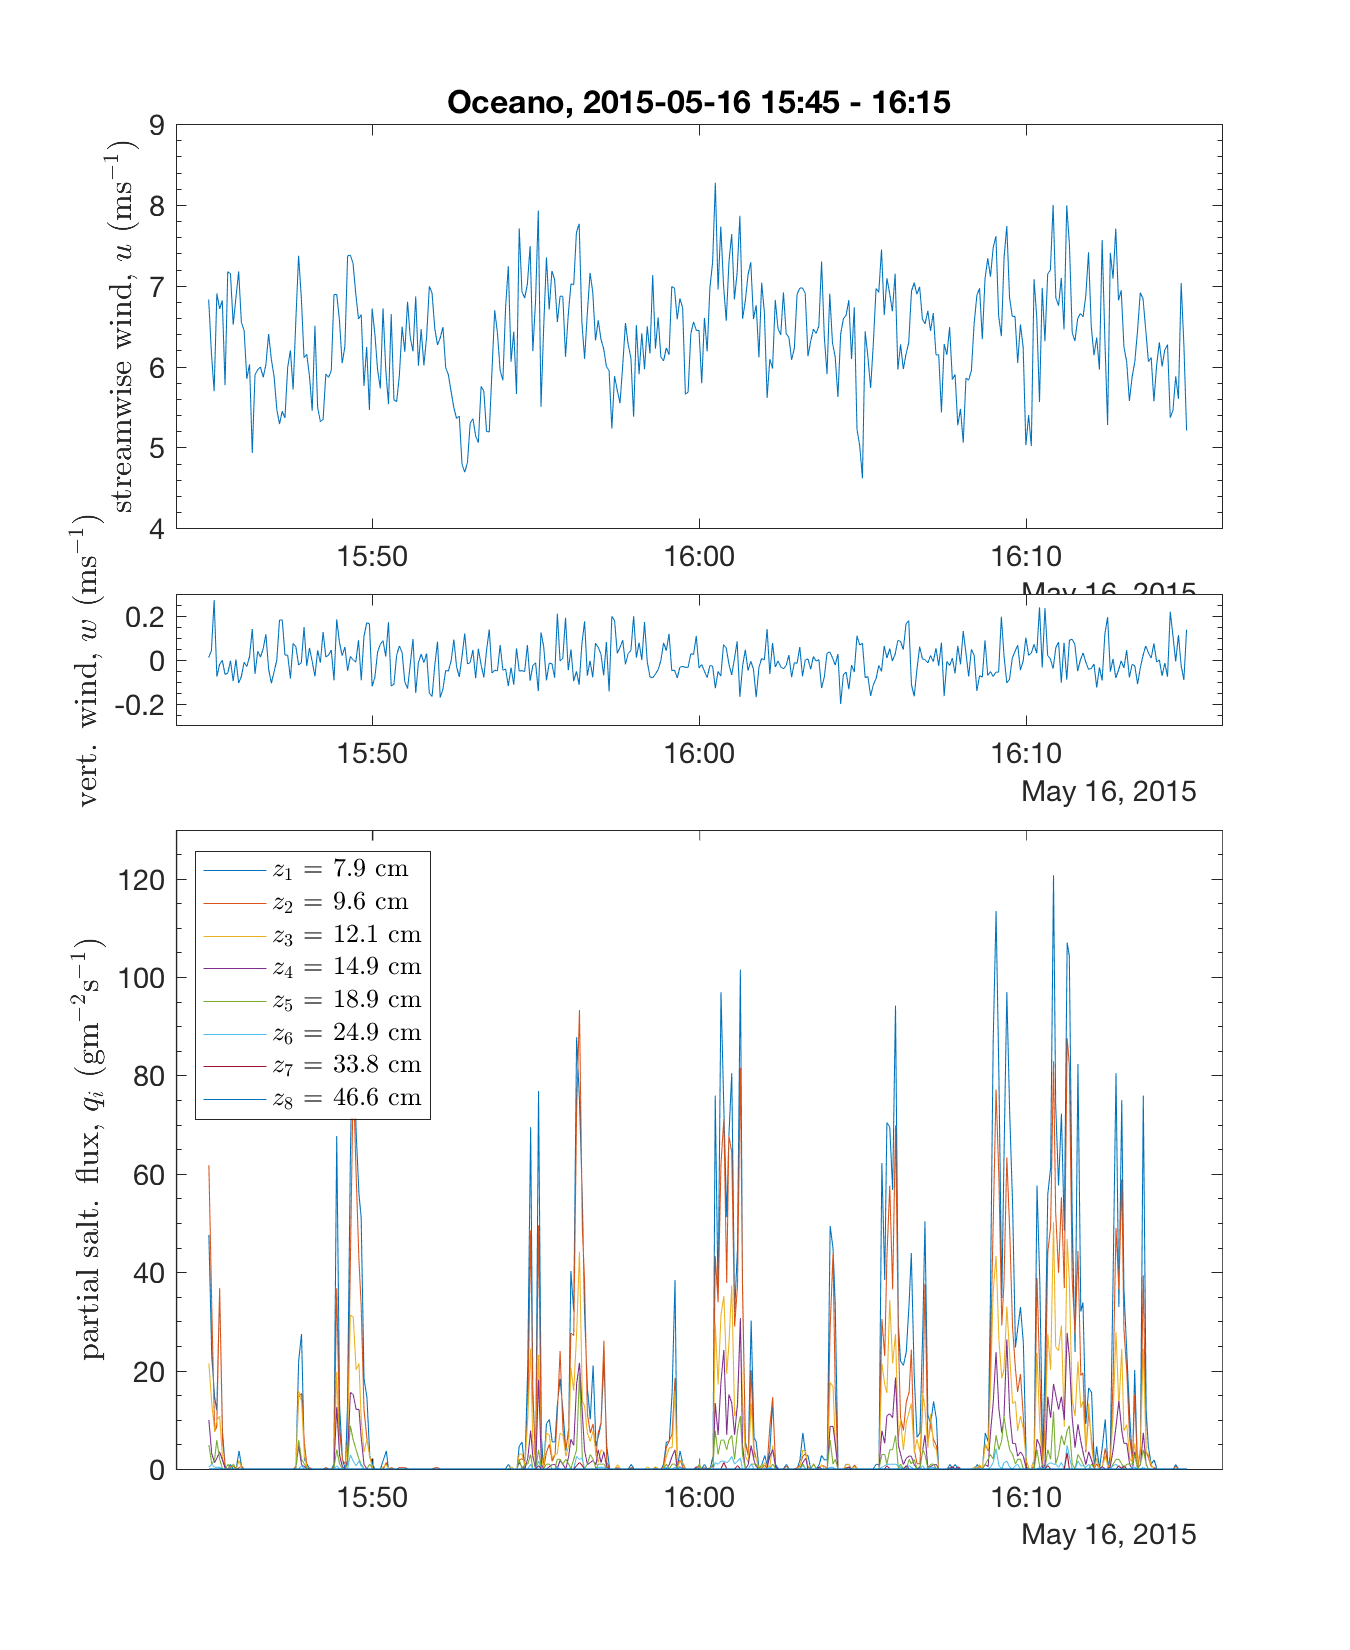 Oceano, 2015-05-16 15:45 - 16:15
streamwise wind, u (ms⁻¹)
9
8
7
6
5
4
15:50 16:00 16:10
May 16, 2015
vert. wind, w (ms⁻¹)
0.2
0
-0.2
15:50 16:00 16:10
May 16, 2015
partial salt. flux, qᵢ (gm⁻²s⁻¹)
120
100
80
60
40
20
0
z₁ = 7.9 cm
z₂ = 9.6 cm
z₃ = 12.1 cm
z₄ = 14.9 cm
z₅ = 18.9 cm
z₆ = 24.9 cm
z₇ = 33.8 cm
z₈ = 46.6 cm
15:50 16:00 16:10
May 16, 2015